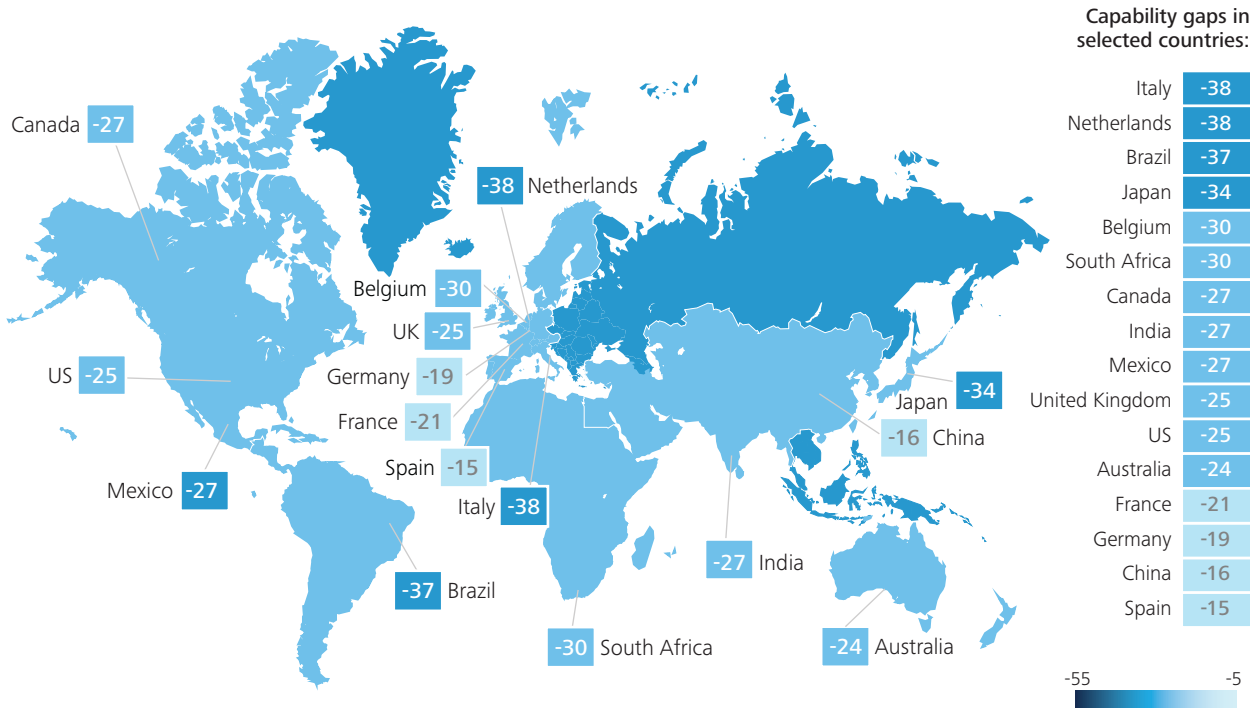 Capability gaps in
selected countries:
Canada -27
-38 Netherlands
Belgium -30
UK -25
US -25
Germany -19
France -21
Spain -15
Italy -38
Mexico -27
-37 Brazil
-30 South Africa
-27 India
-24 Australia
Japan -34
-16 China
Italy -38
Netherlands -38
Brazil -37
Japan -34
Belgium -30
South Africa -30
Canada -27
India -27
Mexico -27
United Kingdom -25
US -25
Australia -24
France -21
Germany -19
China -16
Spain -15
-55 -5